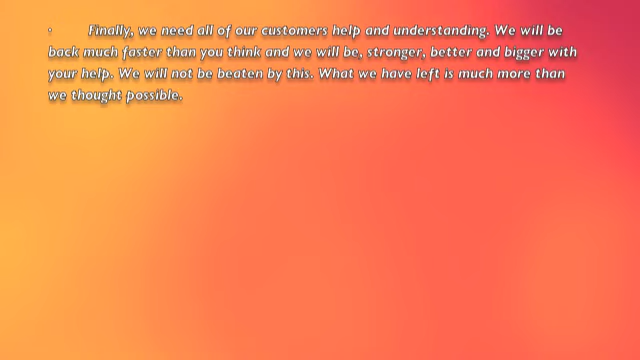 · Finally, we need all of our customers help and understanding. We will be
back much faster than you think and we will be, stronger, better and bigger with
your help. We will not be beaten by this. What we have left is much more than
we thought possible.